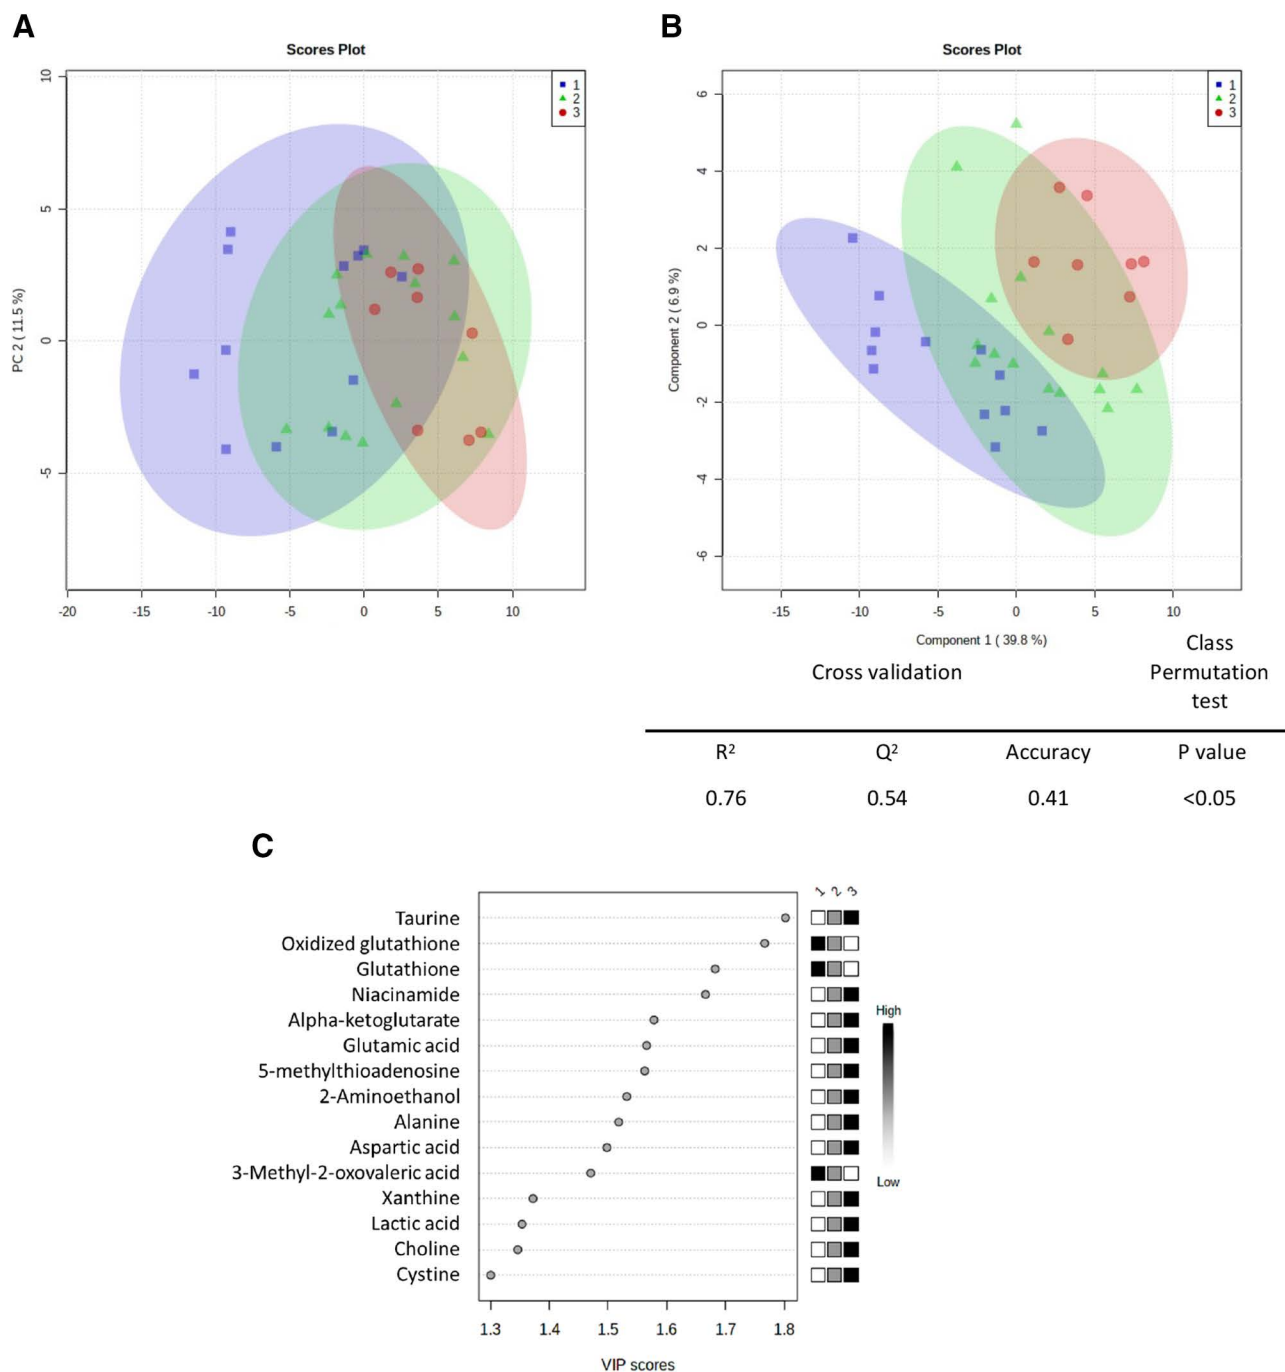 A
B
Scores Plot
Scores Plot
1
2
3
1
2
3
10
5
0
-5
PC 2 ( 11.5 %)
-20 -15 -10 -5 0 5 10
6
4
2
0
-2
-4
-6
Component 2 ( 6.9 %)
-15 -10 -5 0 5 10
Component 1 ( 39.8 %)
Cross validation
Class
Permutation
test
R² Q² Accuracy P value
0.76 0.54 0.41 <0.05
C
1 2 3
Taurine
Oxidized glutathione
Glutathione
Niacinamide
Alpha-ketoglutarate
Glutamic acid
5-methylthioadenosine
2-Aminoethanol
Alanine
Aspartic acid
3-Methyl-2-oxovaleric acid
Xanthine
Lactic acid
Choline
Cystine
High
Low
1.3 1.4 1.5 1.6 1.7 1.8
VIP scores